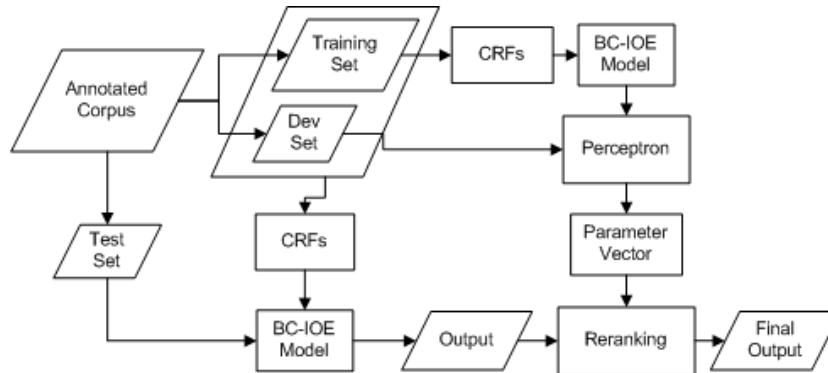 Training
Set
CRFs
BC-IOE
Model
Annotated
Corpus
Dev
Set
Perceptron
Test
Set
CRFs
Parameter
Vector
BC-IOE
Model
Output
Reranking
Final
Output